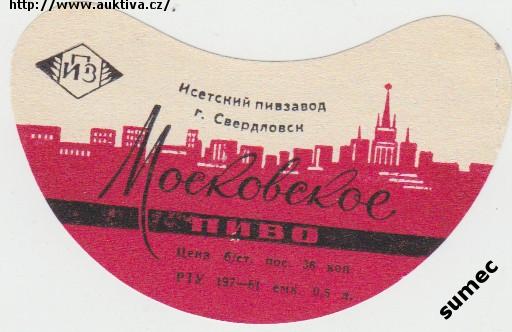 http://www.auktiva.cz/
ИПЗ
Исетский пивзавод
г. Свердловск
Московское
ПИВО
Цена б/ст. пос. 36 коп.
РТУ 197—61 емк. 0,5 л.
sumec